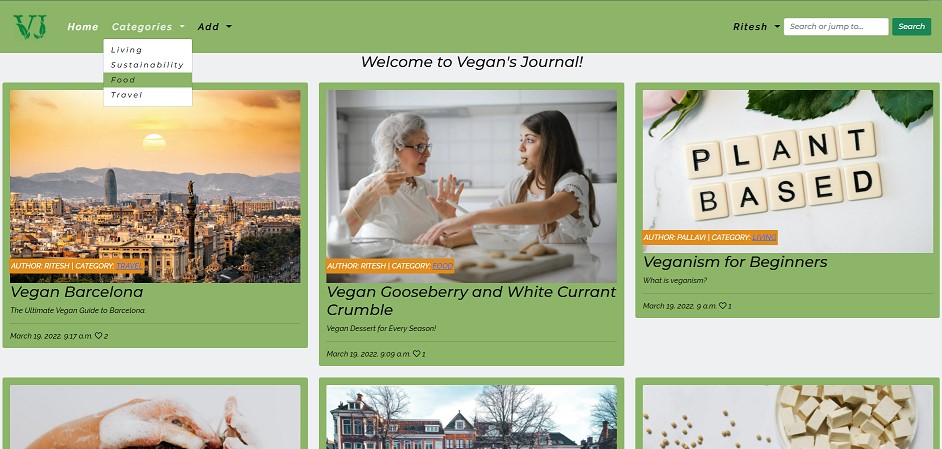 VJ
Home Categories Add Ritesh Search or jump to... Search
Living
Sustainability
Food
Travel
Welcome to Vegan's Journal!
AUTHOR: RITESH | CATEGORY: TRAVEL
Vegan Barcelona
The Ultimate Vegan Guide to Barcelona.
March 19, 2022, 9:17 a.m. 2
AUTHOR: RITESH | CATEGORY: FOOD
Vegan Gooseberry and White Currant
Crumble
Vegan Dessert for Every Season!
March 19, 2022, 9:09 a.m. 1
PLANT
BASED
AUTHOR: PALLAVI | CATEGORY: LIVING
Veganism for Beginners
What is veganism?
March 19, 2022, 9 a.m. 1